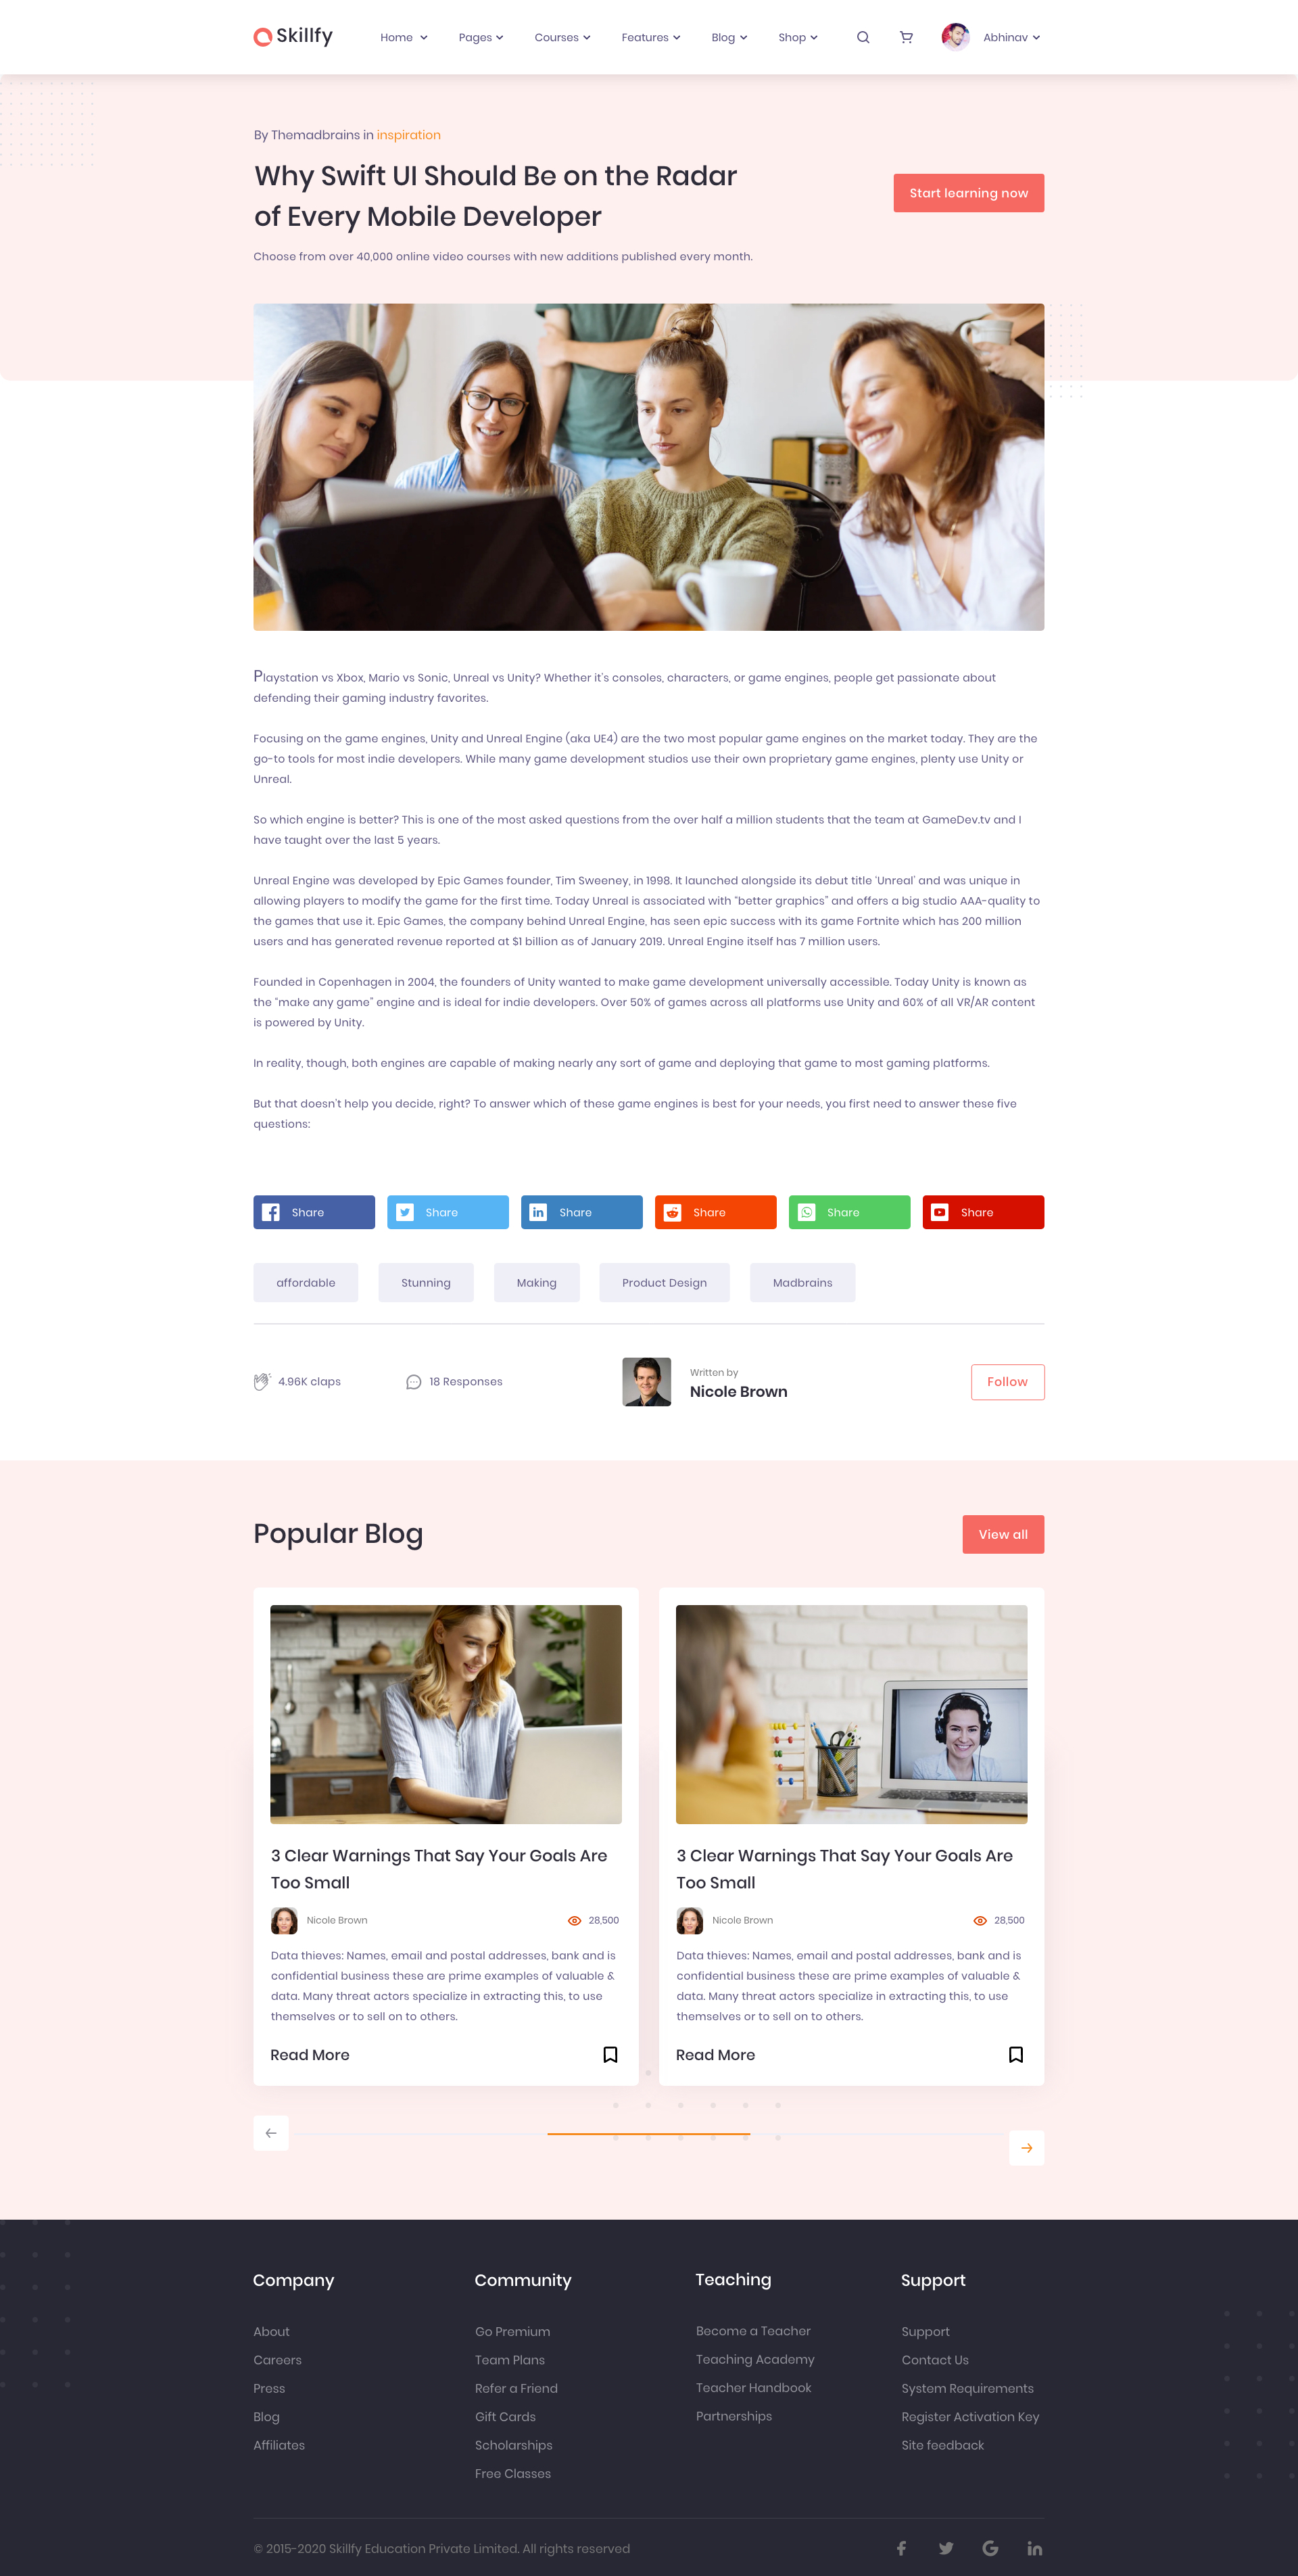 Skillfy
Home
Pages
Courses
Features
Blog
Shop
Abhinav
By Themadbrains in inspiration
Why Swift UI Should Be on the Radar
of Every Mobile Developer
Start learning now
Choose from over 40,000 online video courses with new additions published every month.
Playstation vs Xbox, Mario vs Sonic, Unreal vs Unity? Whether it's consoles, characters, or game engines, people get passionate about
defending their gaming industry favorites.
Focusing on the game engines, Unity and Unreal Engine (aka UE4) are the two most popular game engines on the market today. They are the
go-to tools for most indie developers. While many game development studios use their own proprietary game engines, plenty use Unity or
Unreal.
So which engine is better? This is one of the most asked questions from the over half a million students that the team at GameDev.tv and I
have taught over the last 5 years.
Unreal Engine was developed by Epic Games founder, Tim Sweeney, in 1998. It launched alongside its debut title 'Unreal' and was unique in
allowing players to modify the game for the first time. Today Unreal is associated with "better graphics" and offers a big studio AAA-quality to
the games that use it. Epic Games, the company behind Unreal Engine, has seen epic success with its game Fortnite which has 200 million
users and has generated revenue reported at $1 billion as of January 2019. Unreal Engine itself has 7 million users.
Founded in Copenhagen in 2004, the founders of Unity wanted to make game development universally accessible. Today Unity is known as
the "make any game" engine and is ideal for indie developers. Over 50% of games across all platforms use Unity and 60% of all VR/AR content
is powered by Unity.
In reality, though, both engines are capable of making nearly any sort of game and deploying that game to most gaming platforms.
But that doesn't help you decide, right? To answer which of these game engines is best for your needs, you first need to answer these five
questions:
Share
Share
Share
Share
Share
Share
affordable
Stunning
Making
Product Design
Madbrains
4.96K claps
18 Responses
Written by
Nicole Brown
Follow
Popular Blog
View all
3 Clear Warnings That Say Your Goals Are
Too Small
Nicole Brown
28,500
Data thieves: Names, email and postal addresses, bank and is
confidential business these are prime examples of valuable &
data. Many threat actors specialize in extracting this, to use
themselves or to sell on to others.
Read More
3 Clear Warnings That Say Your Goals Are
Too Small
Nicole Brown
28,500
Data thieves: Names, email and postal addresses, bank and is
confidential business these are prime examples of valuable &
data. Many threat actors specialize in extracting this, to use
themselves or to sell on to others.
Read More
Company
About
Careers
Press
Blog
Affiliates
Community
Go Premium
Team Plans
Refer a Friend
Gift Cards
Scholarships
Free Classes
Teaching
Become a Teacher
Teaching Academy
Teacher Handbook
Partnerships
Support
Support
Contact Us
System Requirements
Register Activation Key
Site feedback
© 2015-2020 Skillfy Education Private Limited. All rights reserved